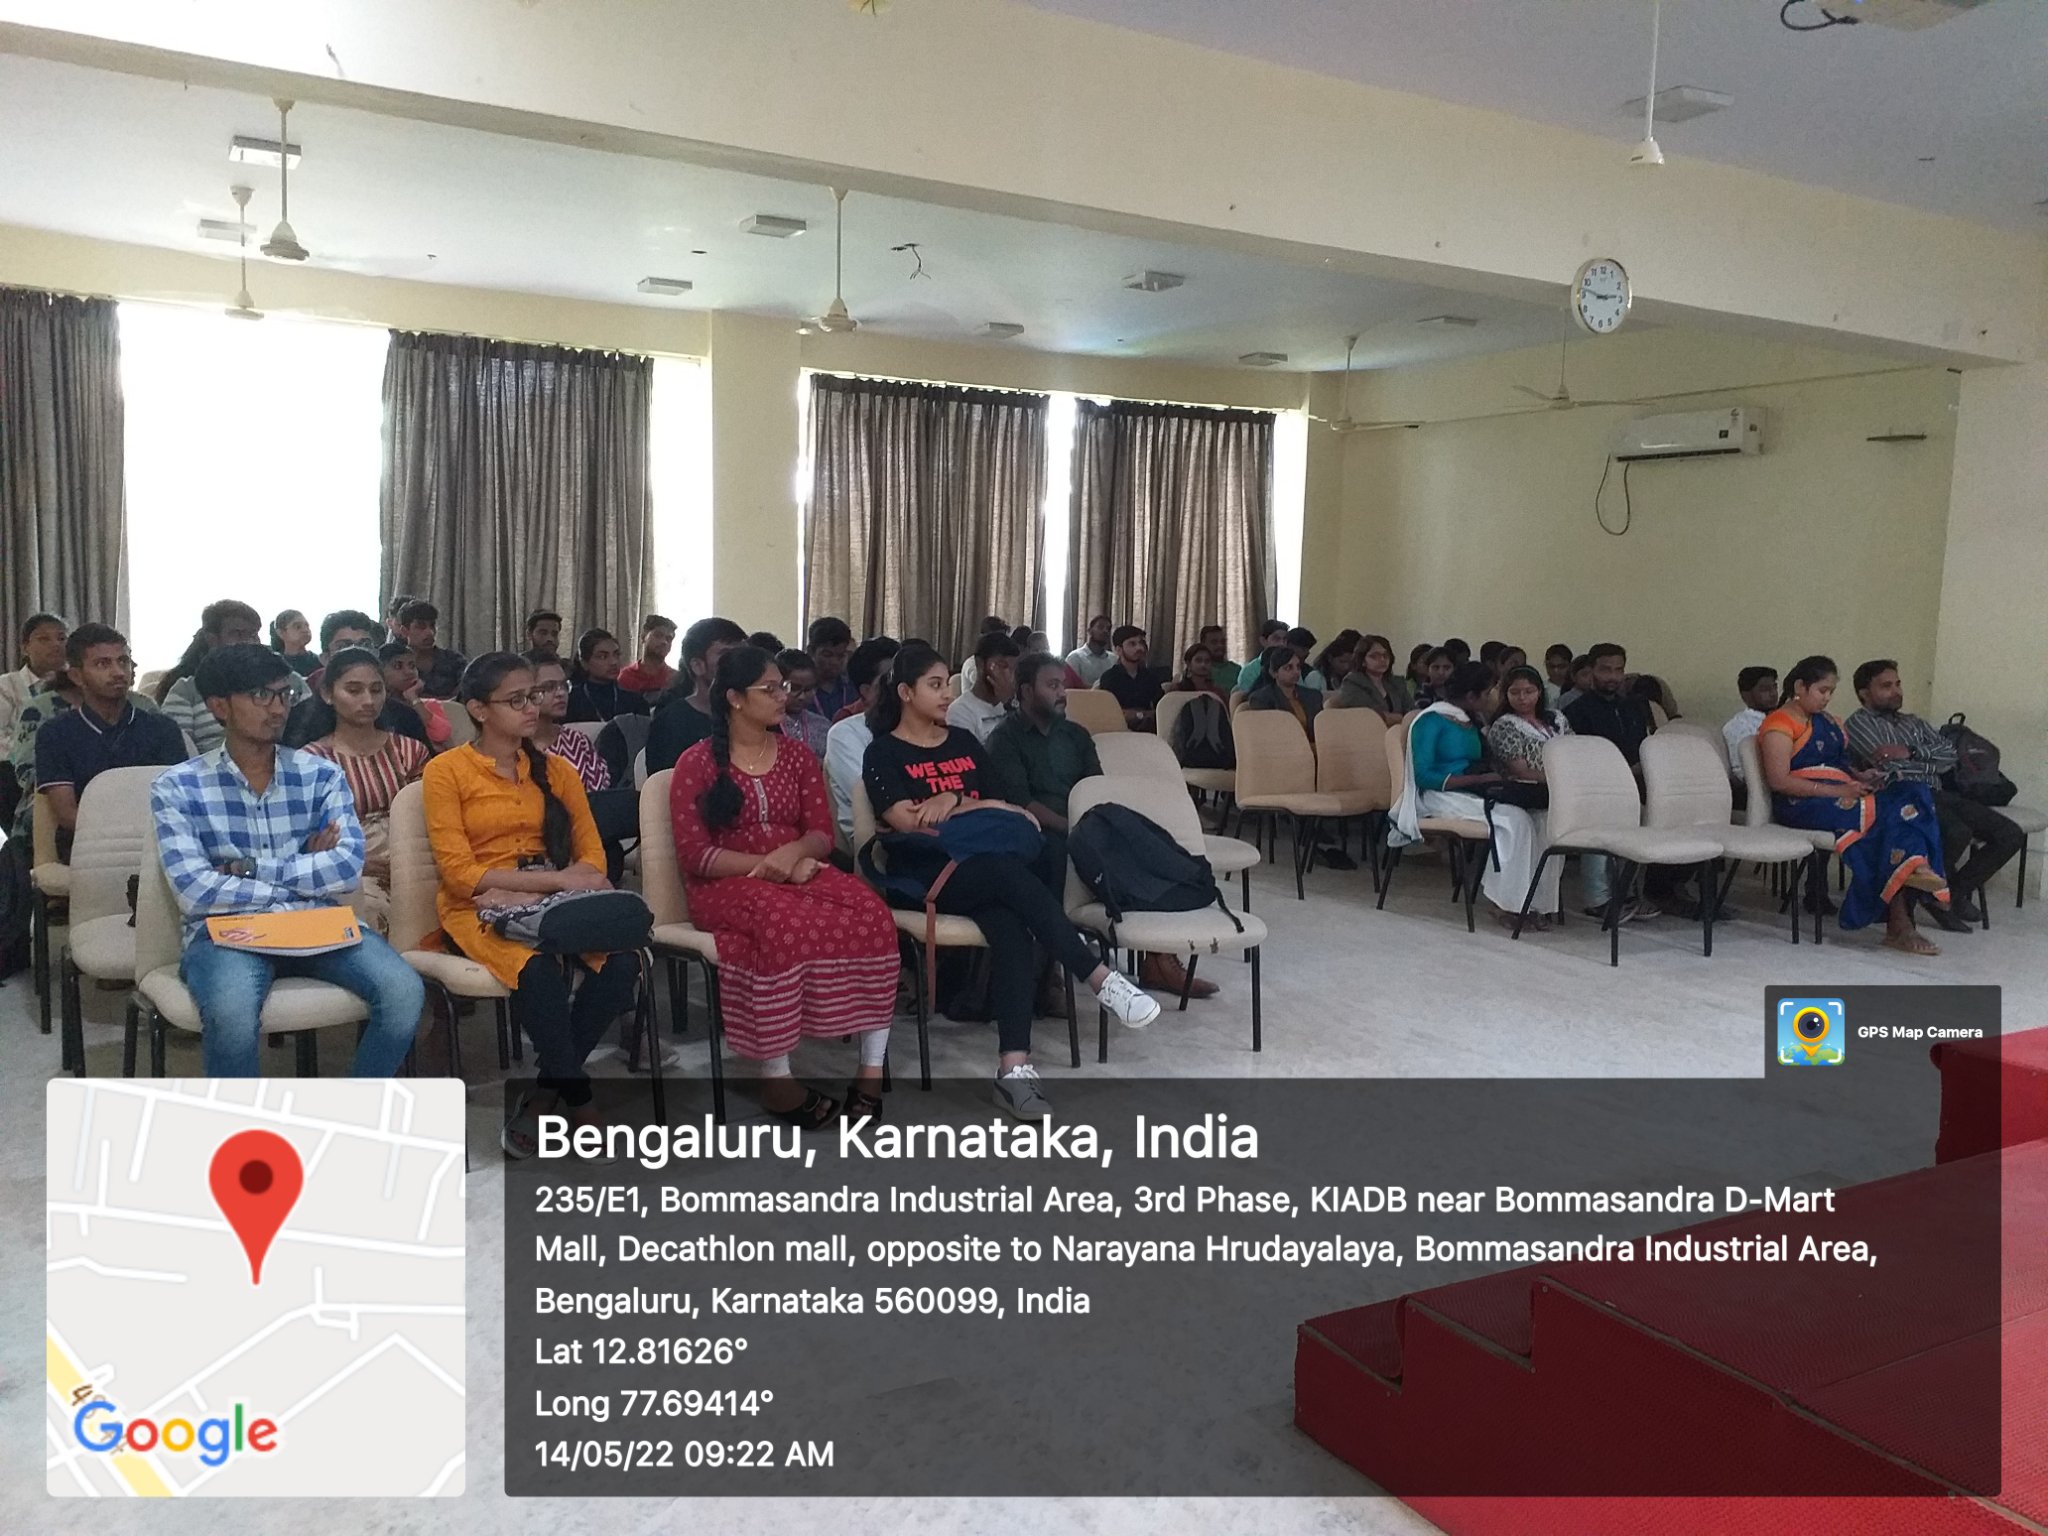 WE RUN
THE
GPS Map Camera
Bengaluru, Karnataka, India
235/E1, Bommasandra Industrial Area, 3rd Phase, KIADB near Bommasandra D-Mart
Mall, Decathlon mall, opposite to Narayana Hrudayalaya, Bommasandra Industrial Area,
Bengaluru, Karnataka 560099, India
Lat 12.81626°
Long 77.69414°
14/05/22 09:22 AM
Google